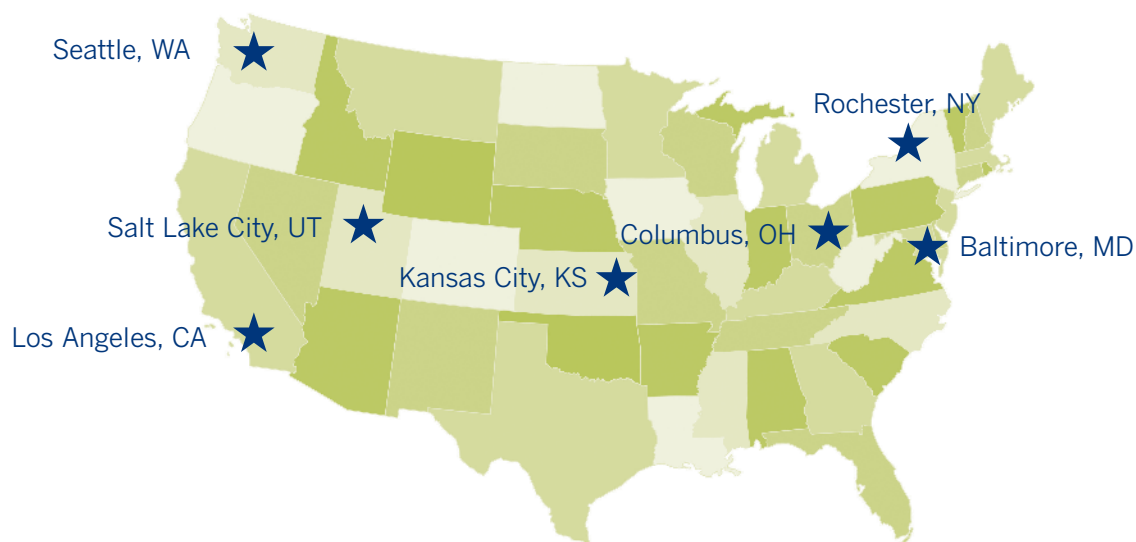 Seattle, WA
Rochester, NY
Salt Lake City, UT
Columbus, OH
Baltimore, MD
Kansas City, KS
Los Angeles, CA